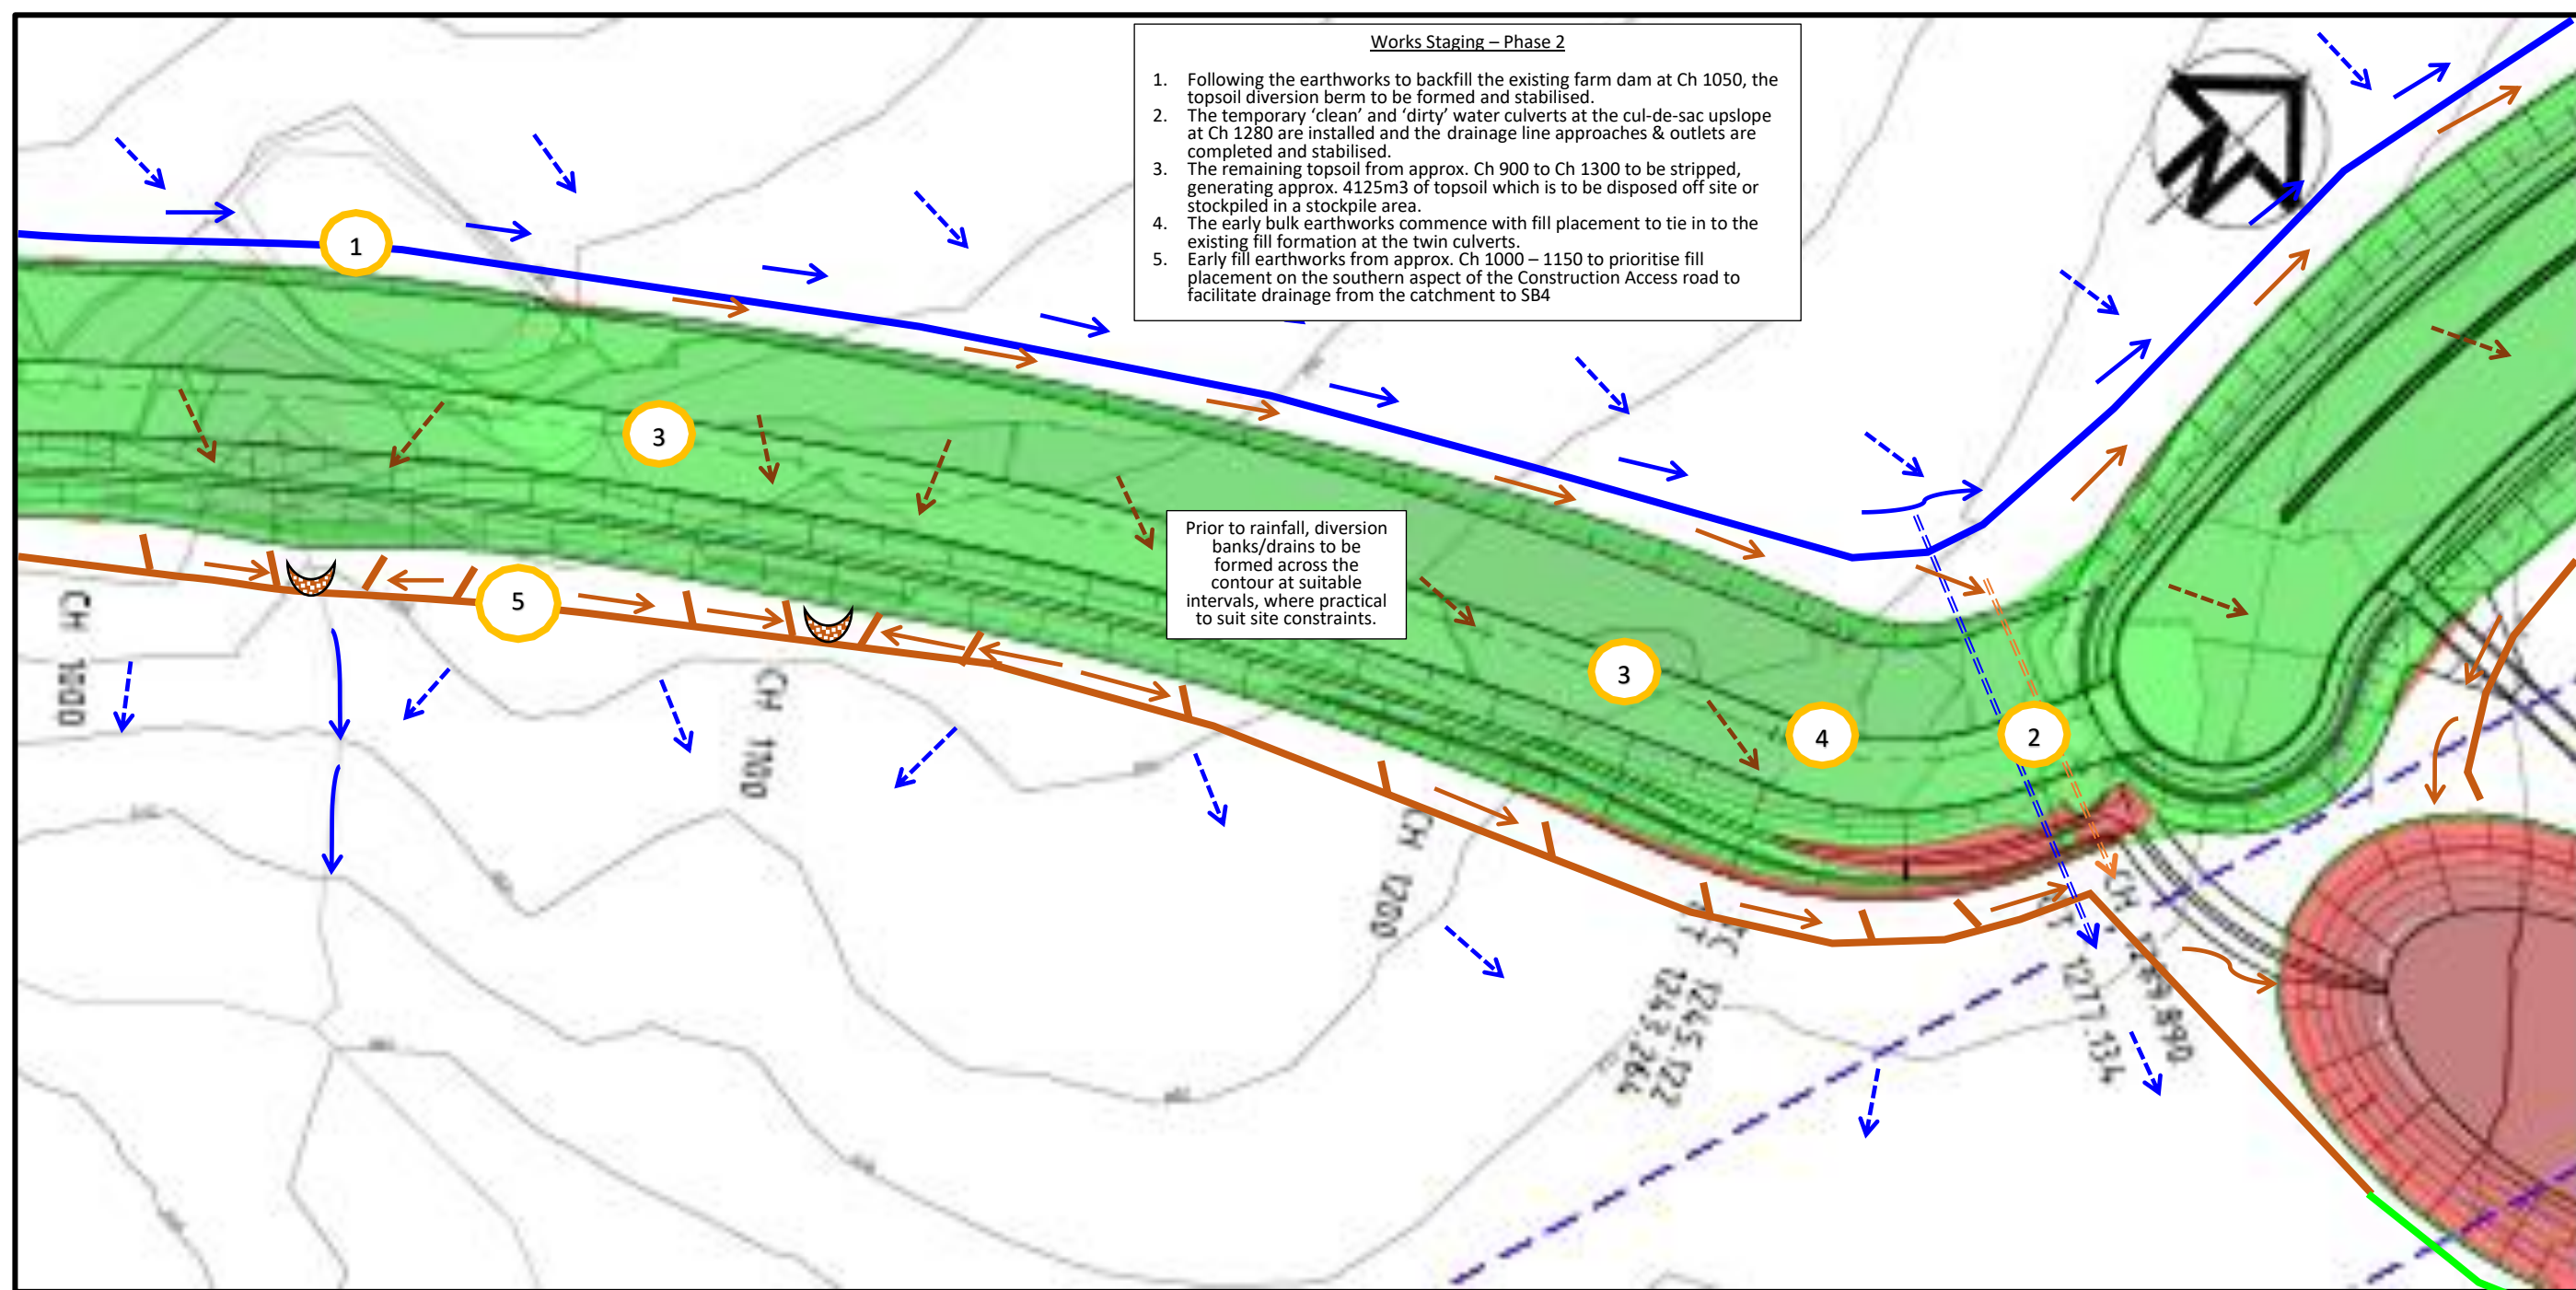 Works Staging – Phase 2
1. Following the earthworks to backfill the existing farm dam at Ch 1050, the
topsoil diversion berm to be formed and stabilised.
2. The temporary ‘clean’ and ‘dirty’ water culverts at the cul-de-sac upslope
at Ch 1280 are installed and the drainage line approaches & outlets are
completed and stabilised.
3. The remaining topsoil from approx. Ch 900 to Ch 1300 to be stripped,
generating approx. 4125m3 of topsoil which is to be disposed off site or
stockpiled in a stockpile area.
4. The early bulk earthworks commence with fill placement to tie in to the
existing fill formation at the twin culverts.
5. Early fill earthworks from approx. Ch 1000 – 1150 to prioritise fill
placement on the southern aspect of the Construction Access road to
facilitate drainage from the catchment to SB4
N
1
3
Prior to rainfall, diversion
banks/drains to be
formed across the
contour at suitable
intervals, where practical
to suit site constraints.
5
3
4
2
CH 1000
CH 1100
CH 1200
1245.122
1243.264
1277.134